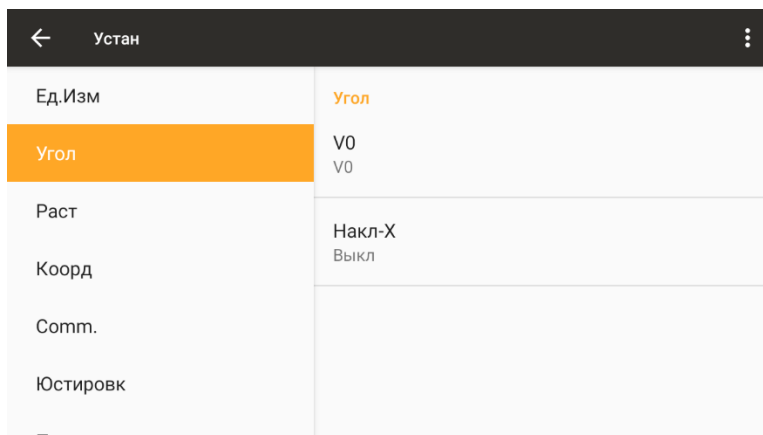 Устан
Ед.Изм
Угол
Раст
Коорд
Comm.
Юстировк
Угол
V0
V0
Накл-X
Выкл